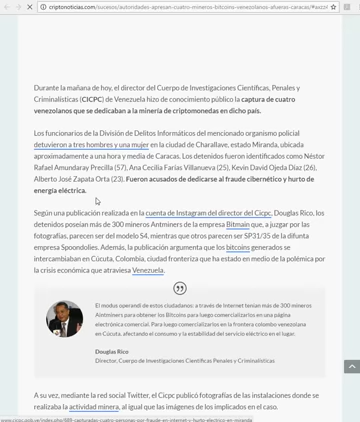 criptonoticias.com/sucesos/autoridades-apresan-cuatro-mineros-bitcoins-venezolanos-afueras-caracas/
Durante la mañana de hoy, el director del Cuerpo de Investigaciones Científicas, Penales y
Criminalísticas (CICPC) de Venezuela hizo de conocimiento público la captura de cuatro
venezolanos que se dedicaban a la minería de criptomonedas en dicho país.
Los funcionarios de la División de Delitos Informáticos del mencionado organismo policial
detuvieron a tres hombres y una mujer en la ciudad de Charallave, estado Miranda, ubicada
aproximadamente a una hora y media de Caracas. Los detenidos fueron identificados como Néstor
Rafael Amundaray Precilla (57), Ana Cecilia Farías Villanueva (25), Kevin David Ojeda Díaz (26),
Alberto José Zapata Orta (23). Fueron acusados de dedicarse al fraude cibernético y hurto de
energía eléctrica.
Según una publicación realizada en la cuenta de Instagram del director del Cicpc, Douglas Rico, los
detenidos poseían más de 300 mineros Antminers de la empresa Bitmain que, a juzgar por las
fotografías, parecen ser del modelo S4, mientras que otros parecen ser SP31/35 de la difunta
empresa Spoondolies. Además, la publicación argumenta que los bitcoins generados se
intercambiaban en Cúcuta, Colombia, ciudad fronteriza que ha estado en medio de la polémica por
la crisis económica que atraviesa Venezuela.
El modus operandi de estos ciudadanos: a través de Internet tenían más de 300 mineros
Aintminers para obtener los Bitcoins para luego comercializarlos en una página
electrónica comercial. Para luego comercializarlos en la frontera colombo venezolana
en Cúcuta, afectando el consumo y la estabilidad del servicio eléctrico en el lugar.
Douglas Rico
Director, Cuerpo de Investigaciones Científicas Penales y Criminalísticas
A su vez, mediante la red social Twitter, el Cicpc publicó fotografías de las instalaciones donde se
realizaba la actividad minera, al igual que las imágenes de los implicados en el caso.